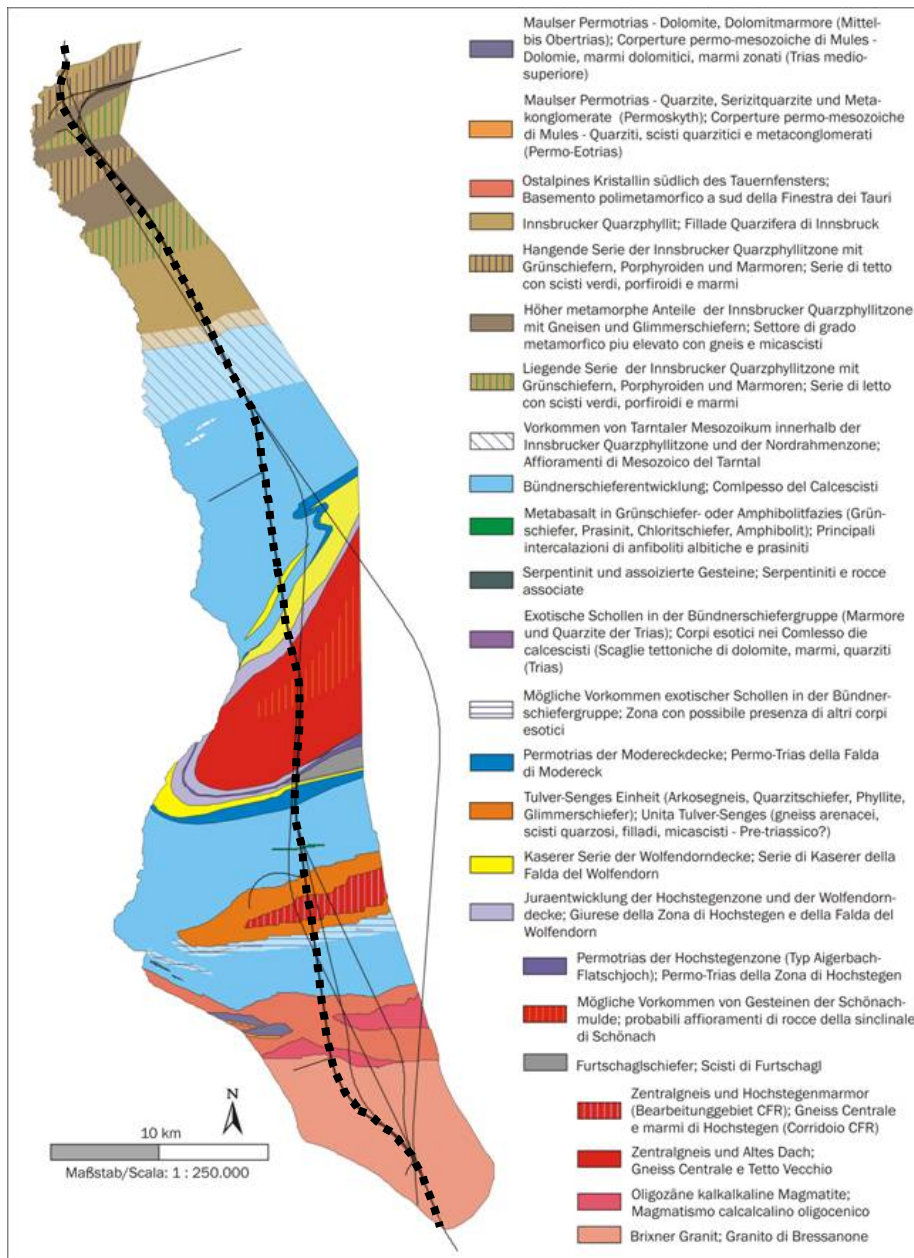 Maulser Permotrias - Dolomite, Dolomitmarmore (Mittel-
bis Obertrias); Corperture permo-mesozoiche di Mules -
Dolomie, marmi dolomitici, marmi zonati (Trias medio-
superiore)
Maulser Permotrias - Quarzite, Serizitquarzite und Meta-
konglomerate (Permoskyth); Corperture permo-mesozoiche
di Mules - Quarziti, scisti quarzitici e metaconglomerati
(Permo-Eotrias)
Ostalpines Kristallin südlich des Tauernfensters;
Basemento polimetamorfico a sud della Finestra dei Tauri
Innsbrucker Quarzphyllit; Fillade Quarzifera di Innsbruck
Hangende Serie der Innsbrucker Quarzphyllitzone mit
Grünschiefern, Porphyroiden und Marmoren; Serie di tetto
con scisti verdi, porfiroidi e marmi
Höher metamorphe Anteile der Innsbrucker Quarzphyllitzone
mit Gneisen und Glimmerschiefern; Settore di grado
metamorfico piu elevato con gneis e micascisti
Liegende Serie der Innsbrucker Quarzphyllitzone mit
Grünschiefern, Porphyroiden und Marmoren; Serie di letto
con scisti verdi, porfiroidi e marmi
Vorkommen von Tarntaler Mesozoikum innerhalb der
Innsbrucker Quarzphyllitzone und der Nordrahmenzone;
Affioramenti di Mesozoico del Tarntal
Bündnerschieferentwicklung; Comlpesso del Calcescisti
Metabasalt in Grünschiefer- oder Amphibolitfazies (Grün-
schiefer, Prasinit, Chloritschiefer, Amphibolit); Principali
intercalazioni di anfiboliti albitiche e prasiniti
Serpentinit und assoizierte Gesteine; Serpentiniti e rocce
associate
Exotische Schollen in der Bündnerschiefergruppe (Marmore
und Quarzite der Trias); Corpi esotici nei Comlesso die
calcescisti (Scaglie tettoniche di dolomite, marmi, quarziti
(Trias)
Mögliche Vorkommen exotischer Schollen in der Bündner-
schiefergruppe; Zona con possibile presenza di altri corpi
esotici
Permotrias der Modereckdecke; Permo-Trias della Falda
di Modereck
Tulver-Senges Einheit (Arkosegneis, Quarzitschiefer, Phyllite,
Glimmerschiefer); Unita Tulver-Senges (gneiss arenacei,
scisti quarzosi, filladi, micascisti - Pre-triassico?)
Kaserer Serie der Wolfendorndecke; Serie di Kaserer della
Falda del Wolfendorn
Juraentwicklung der Hochstegenzone und der Wolfendorn-
decke; Giurese della Zona di Hochstegen e della Falda del
Wolfendorn
Permotrias der Hochstegenzone (Typ Aigerbach-
Flatschjoch); Permo-Trias della Zona di Hochstegen
Mögliche Vorkommen von Gesteinen der Schönach-
mulde; probabili affioramenti di rocce della sinclinale
di Schönach
Furtschaglschiefer; Scisti di Furtschagl
Zentralgneis und Hochstegenmarmor
(Bearbeitunggebiet CFR); Gneiss Centrale
e marmi di Hochstegen (Corridoio CFR)
Zentralgneis und Altes Dach;
Gneiss Centrale e Tetto Vecchio
Oligozäne kalkalkaline Magmatite;
Magmatismo calcalcalino oligocenico
Brixner Granit; Granito di Bressanone
N
10 km
Maßstab/Scala: 1 : 250.000